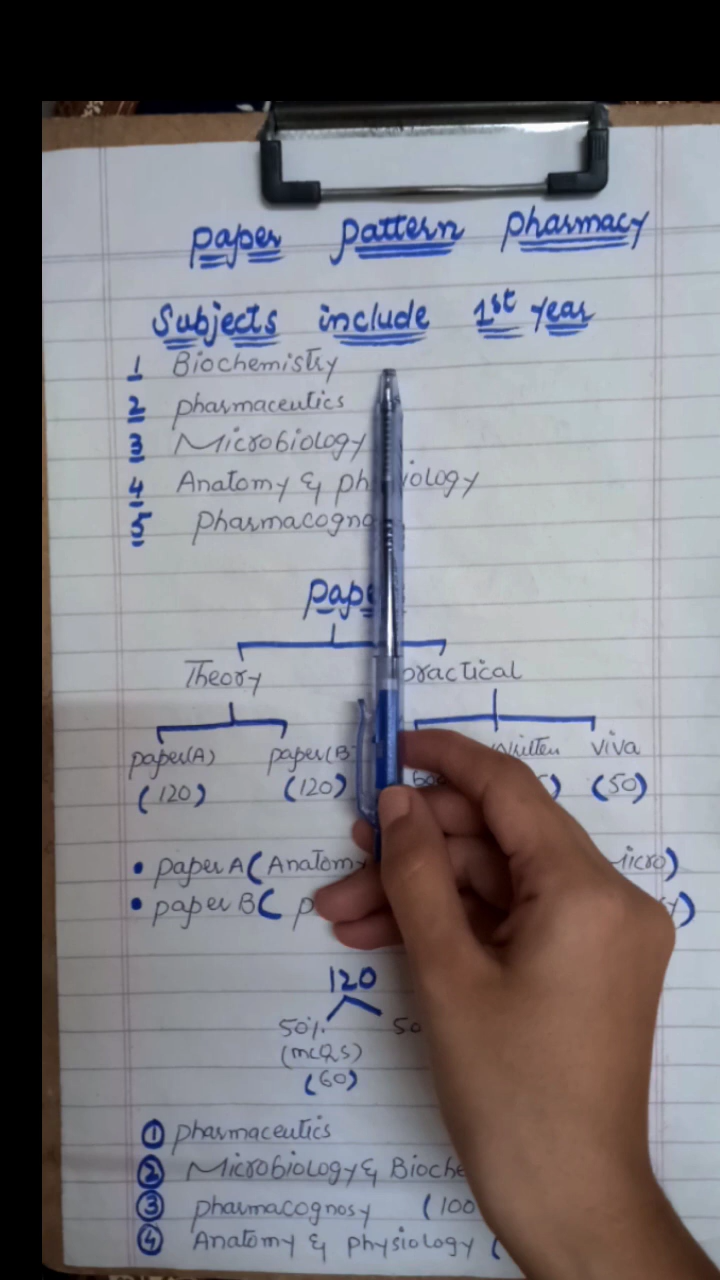 Paper Pattern Pharmacy
Subjects include 1st year
1 Biochemistry
2 pharmaceutics
3 Microbiology
4 Anatomy & ph iology
5 pharmacogno
pape
Theory practical
paper(A) paper(B written viva
(120) (120) ) (50)
• paper A( Anatom icro)
• paper B( p y)
120
50% 50
(MCQS)
(60)
1 pharmaceutics
2 Microbiology & Bioche
3 pharmacognosy (100
4 Anatomy & physiology (